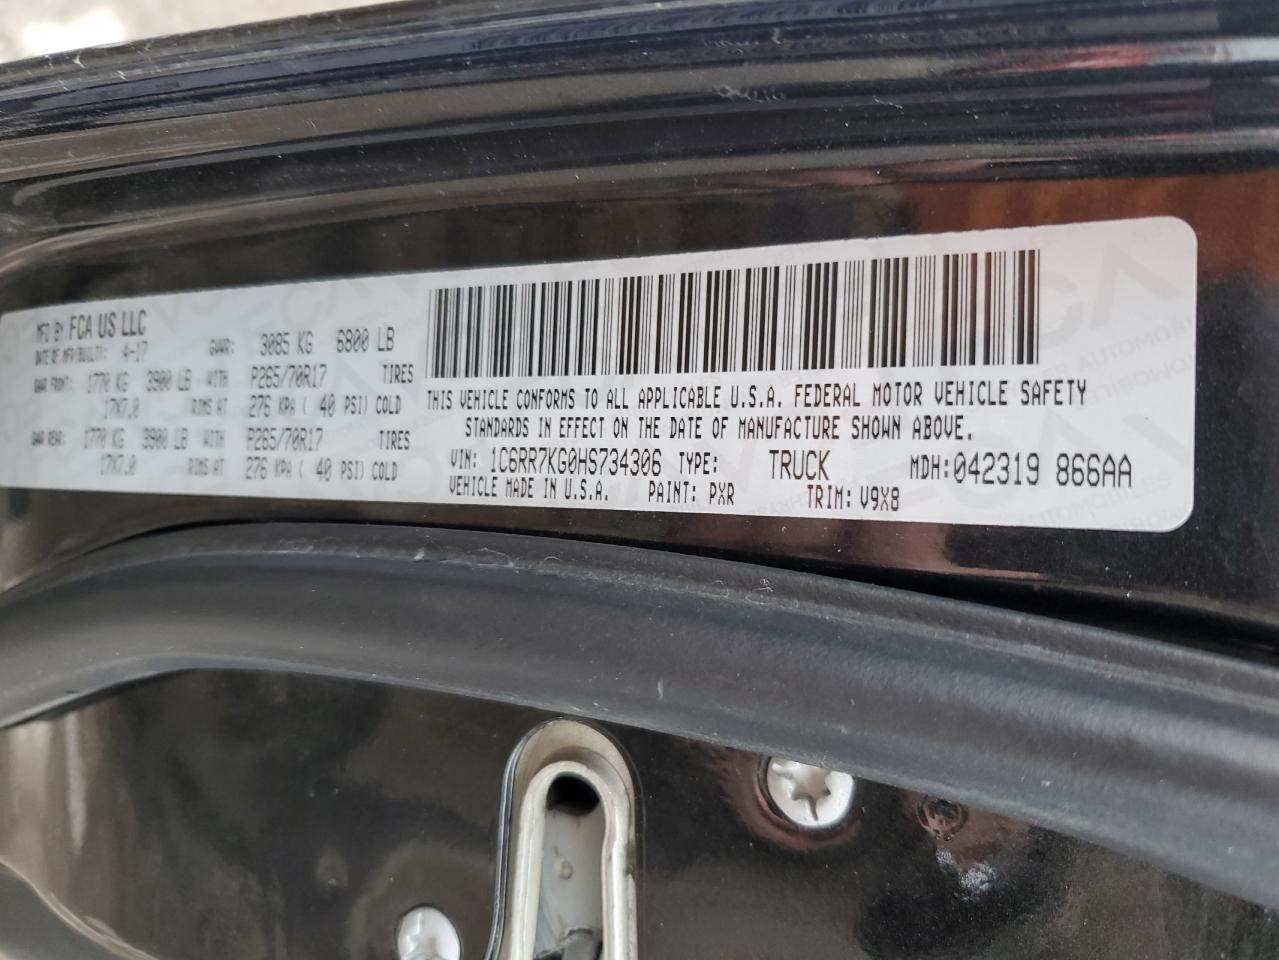 MFD BY FCA US LLC
DATE OF MFR(BUILT): 4-17 GVWR: 3085 KG 6800 LB
GAWR FRONT: 1770 KG 3900 LB WITH P265/70R17 TIRES
17X7.0 RIMS AT 276 KPA ( 40 PSI) COLD
GAWR REAR: 1770 KG 3900 LB WITH P265/70R17 TIRES
17X7.0 RIMS AT 276 KPA ( 40 PSI) COLD
THIS VEHICLE CONFORMS TO ALL APPLICABLE U.S.A. FEDERAL MOTOR VEHICLE SAFETY
STANDARDS IN EFFECT ON THE DATE OF MANUFACTURE SHOWN ABOVE.
VIN: 1C6RR7KG0HS734306 TYPE: TRUCK MDH:042319 866AA
VEHICLE MADE IN U.S.A. PAINT: PXR TRIM: V9X8